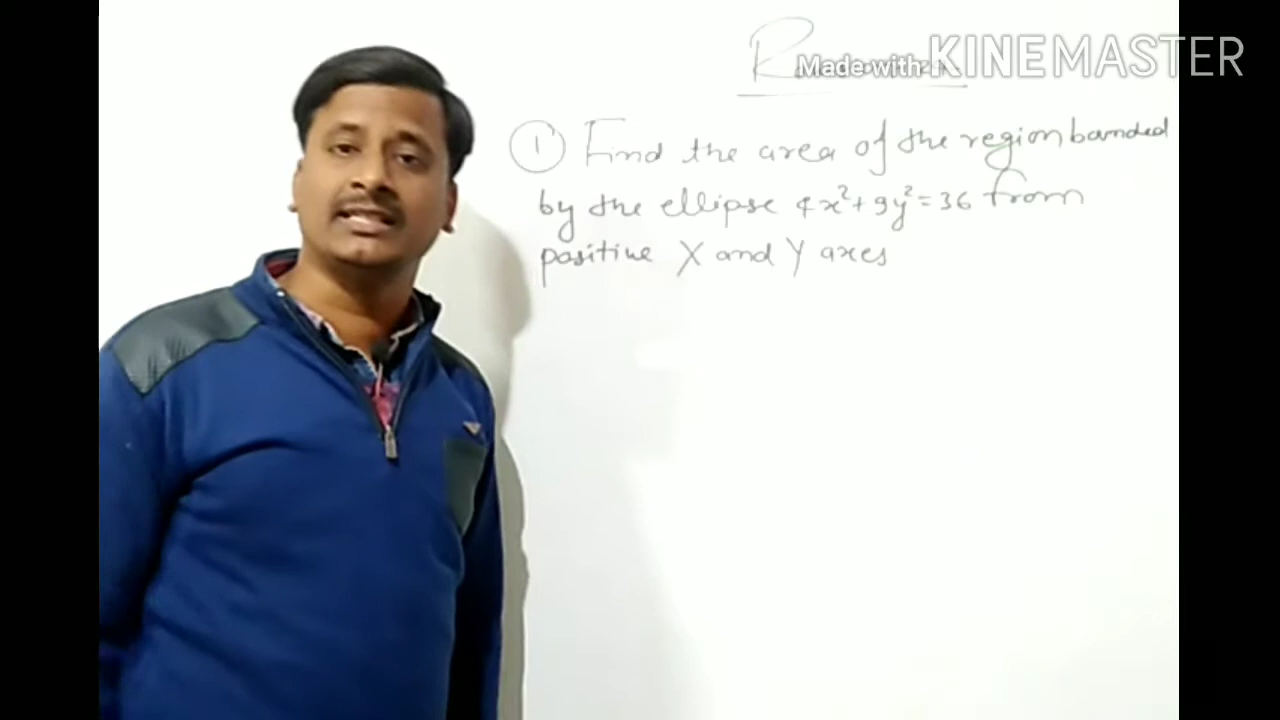 Made with KINEMASTER
① Find the area of the region bounded
by the ellipse 4x²+9y²=36 from
positive X and Y axes